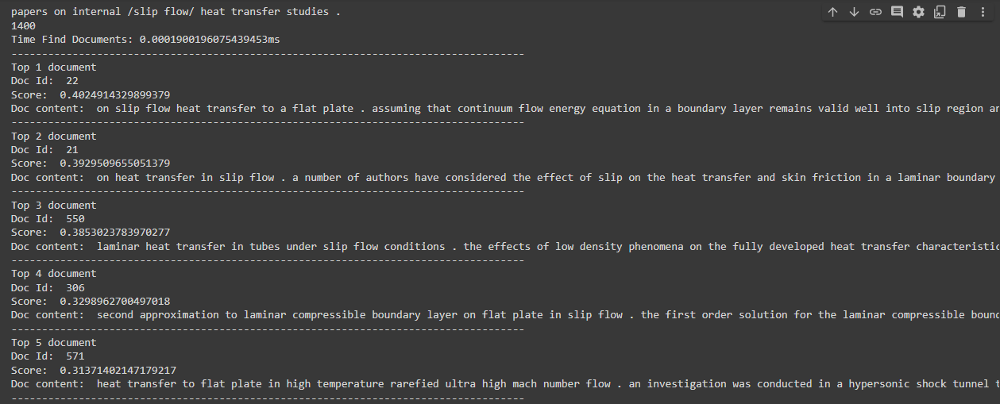 papers on internal /slip flow/ heat transfer studies .
1400
Time Find Documents: 0.0001900196075439453ms
--------------------------------------------------------------------------------
Top 1 document
Doc Id:  22
Score:  0.4024914329899379
Doc content:  on slip flow heat transfer to a flat plate . assuming that continuum flow energy equation in a boundary layer remains valid well into slip region
--------------------------------------------------------------------------------
Top 2 document
Doc Id:  21
Score:  0.3929509655051379
Doc content:  on heat transfer in slip flow . a number of authors have considered the effect of slip on the heat transfer and skin friction in a laminar boundary
--------------------------------------------------------------------------------
Top 3 document
Doc Id:  550
Score:  0.3853023783970277
Doc content:  laminar heat transfer in tubes under slip flow conditions . the effects of low density phenomena on the fully developed heat transfer
--------------------------------------------------------------------------------
Top 4 document
Doc Id:  306
Score:  0.3298962700497018
Doc content:  second approximation to laminar compressible boundary layer on flat plate in slip flow . the first order solution for the laminar compressible
--------------------------------------------------------------------------------
Top 5 document
Doc Id:  571
Score:  0.31371402147179217
Doc content:  heat transfer to flat plate in high temperature rarefied ultra high mach number flow . an investigation was conducted in a hypersonic shock tunnel
--------------------------------------------------------------------------------